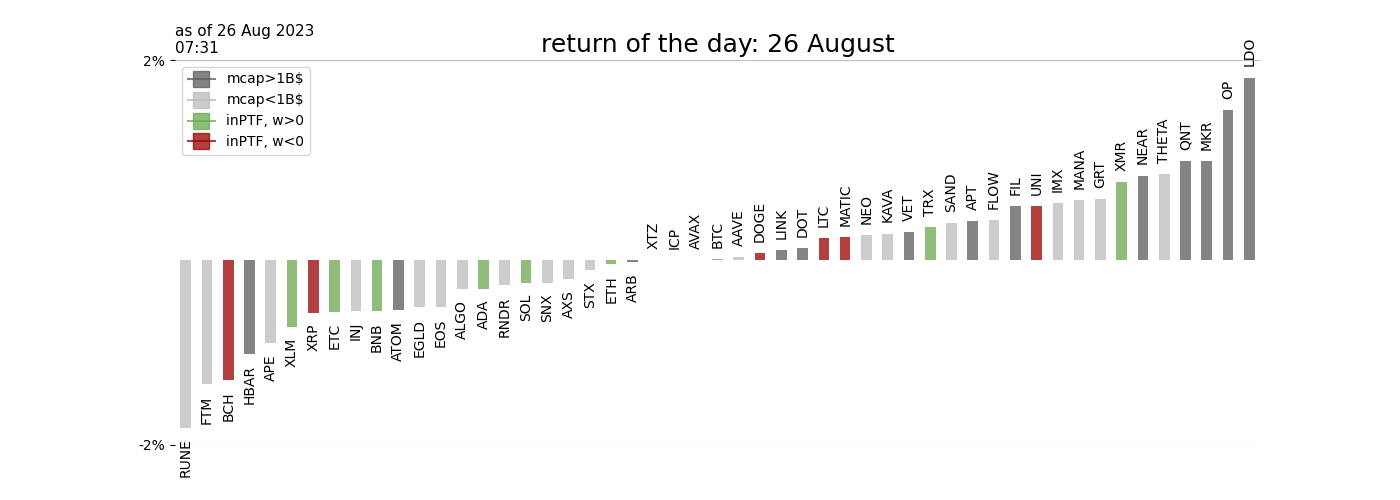 as of 26 Aug 2023
07:31
return of the day: 26 August
2%
-2%
mcap>1B$
mcap<1B$
inPTF, w>0
inPTF, w<0
RUNE
FTM
BCH
HBAR
APE
XLM
XRP
ETC
INJ
BNB
ATOM
EGLD
EOS
ALGO
ADA
RNDR
SOL
SNX
AXS
STX
ETH
ARB
XTZ
ICP
AVAX
BTC
AAVE
DOGE
LINK
DOT
LTC
MATIC
NEO
KAVA
VET
TRX
SAND
APT
FLOW
FIL
UNI
IMX
MANA
GRT
XMR
NEAR
THETA
QNT
MKR
OP
LDO